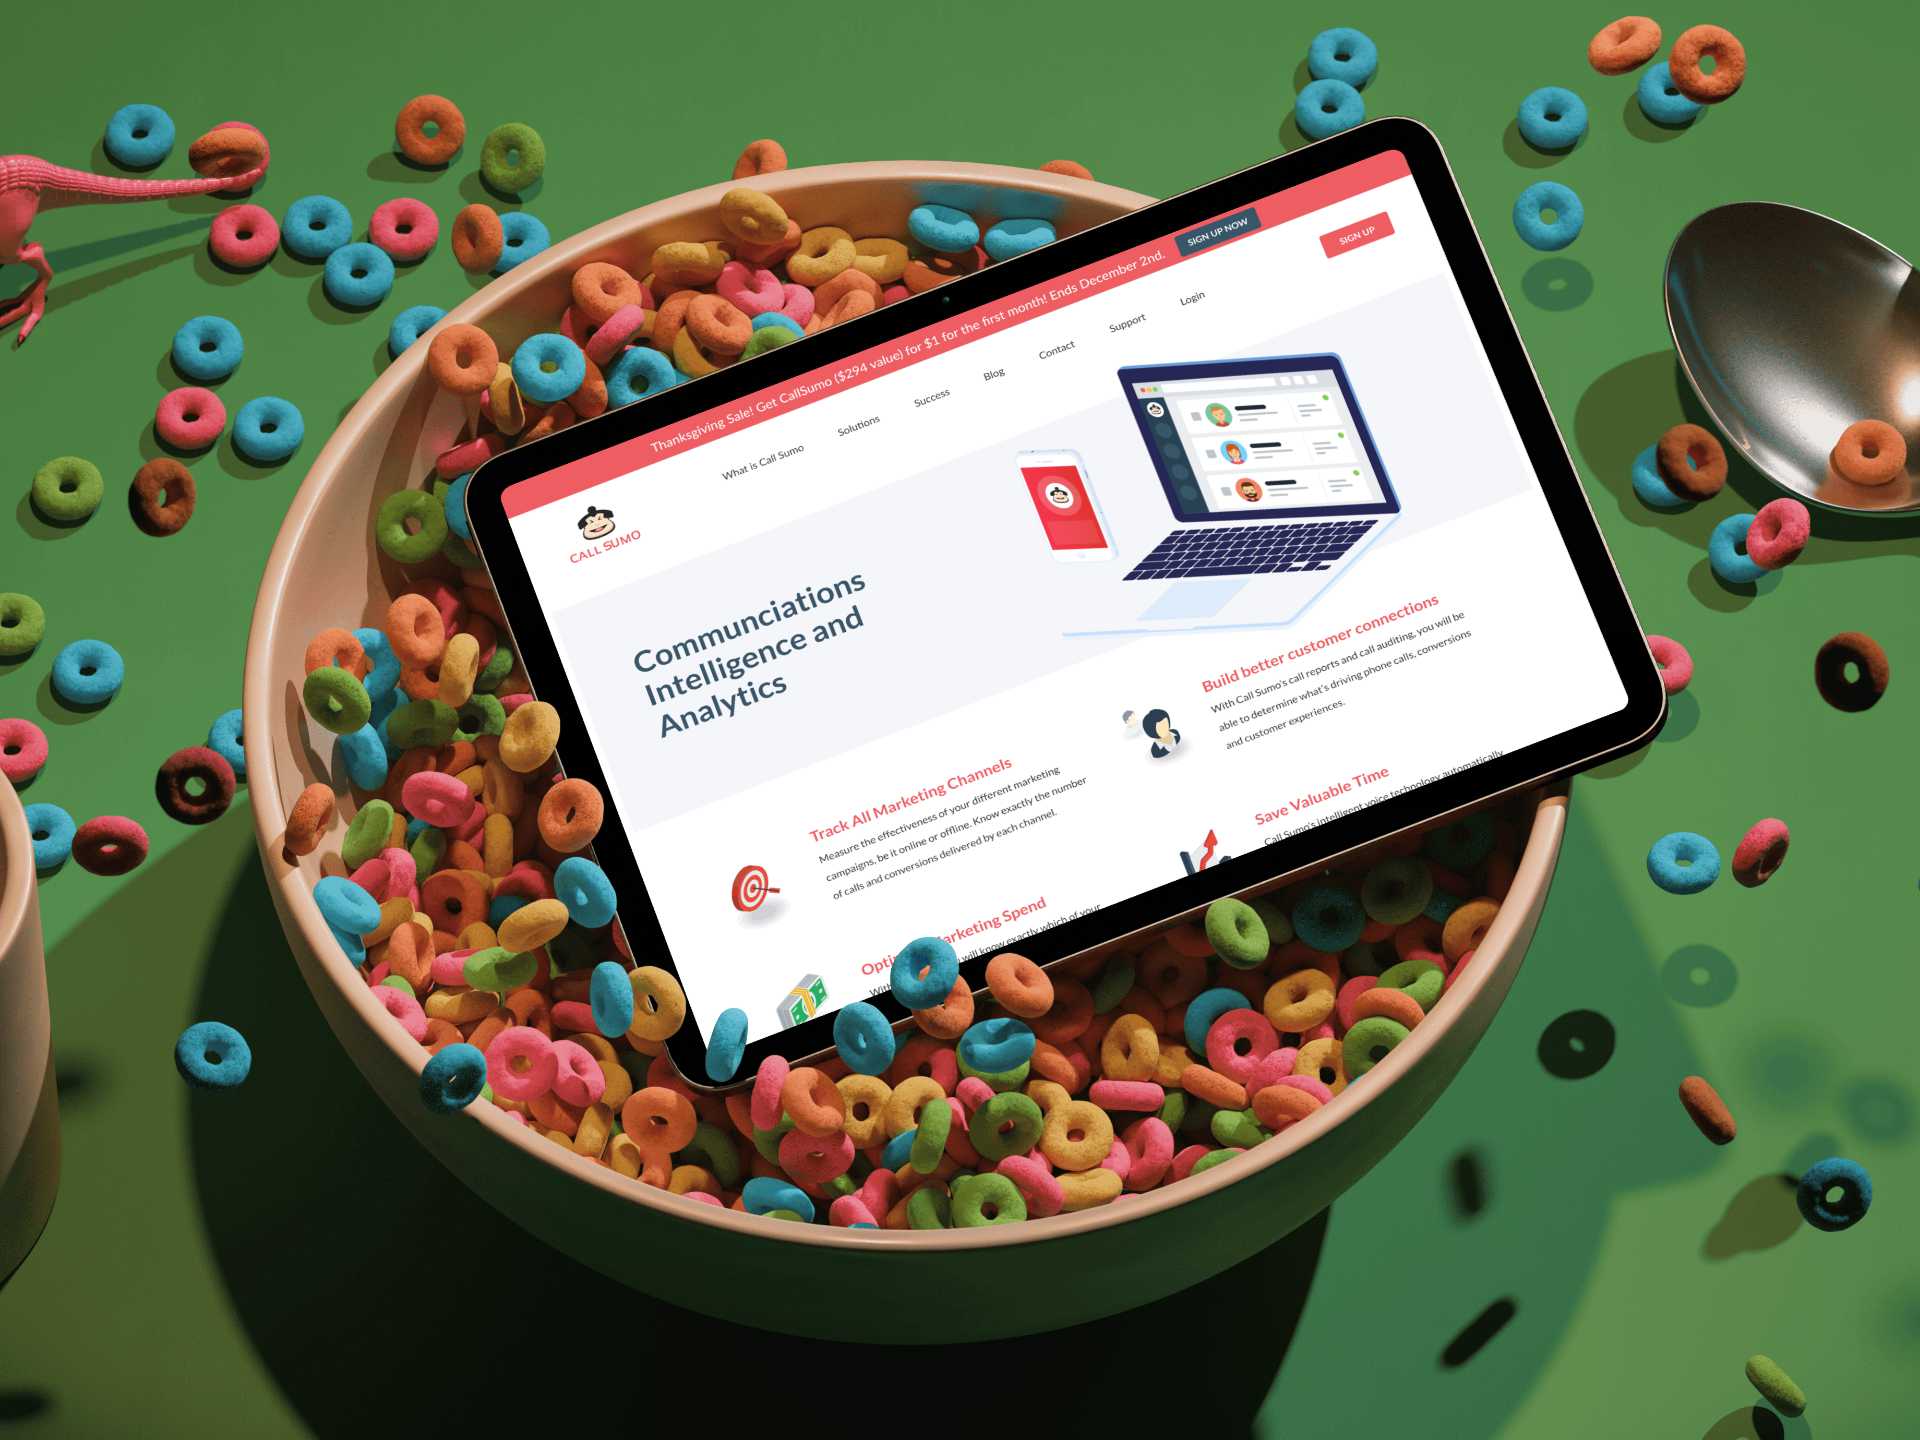 Thanksgiving Sale! Get CallSumo ($294 value) for $1 for the first month! Ends December 2nd.
SIGN UP NOW
CALL SUMO
What is Call Sumo
Solutions
Success
Blog
Contact
Support
Login
SIGN UP
Communciations
Intelligence and
Analytics
Track All Marketing Channels
Measure the effectiveness of your different marketing
campaigns, be it online or offline. Know exactly the number
of calls and conversions delivered by each channel.
Build better customer connections
With Call Sumo's call reports and call auditing, you will be
able to determine what's driving phone calls, conversions
and customer experiences.
Marketing Spend
will know exactly which of your
Save Valuable Time
Call Sumo's intelligent voice technology automatically